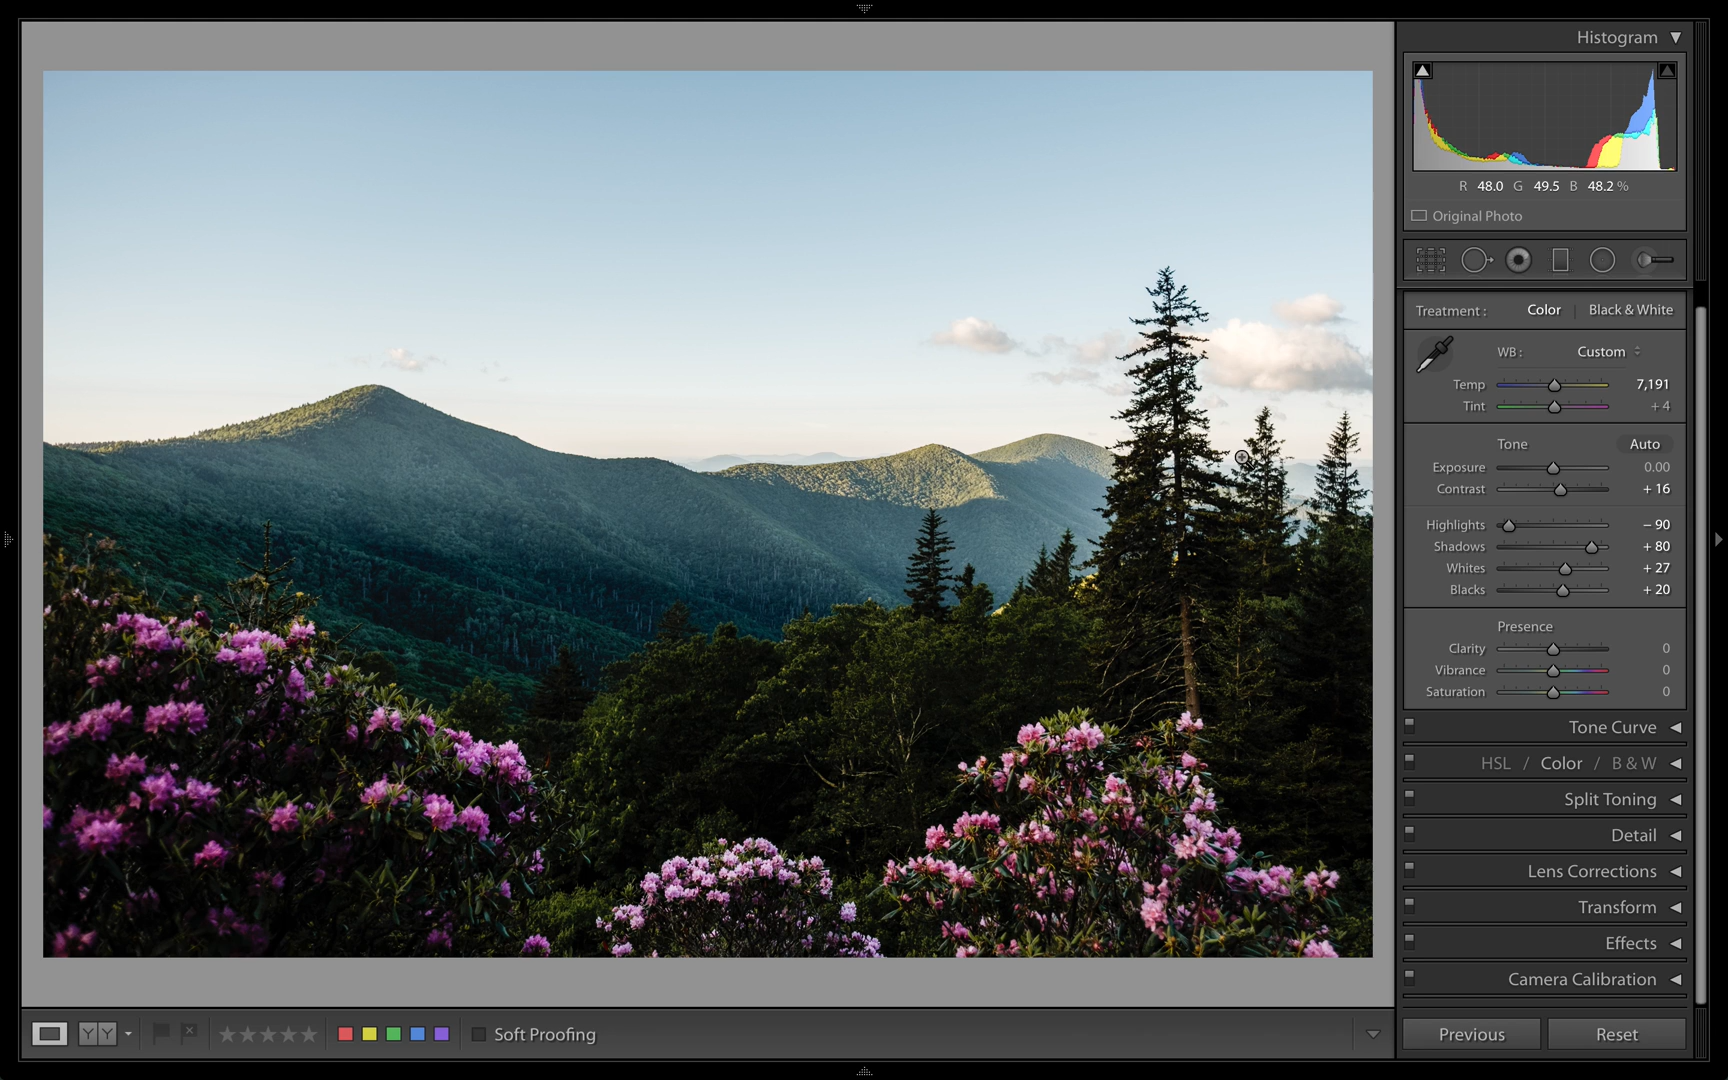 Histogram
R 48.0 G 49.5 B 48.2 %
Original Photo
Treatment : Color | Black & White
WB : Custom
Temp 7,191
Tint + 4
Tone Auto
Exposure 0.00
Contrast + 16
Highlights − 90
Shadows + 80
Whites + 27
Blacks + 20
Presence
Clarity 0
Vibrance 0
Saturation 0
Tone Curve
HSL / Color / B & W
Split Toning
Detail
Lens Corrections
Transform
Effects
Camera Calibration
Y Y Soft Proofing
Previous Reset